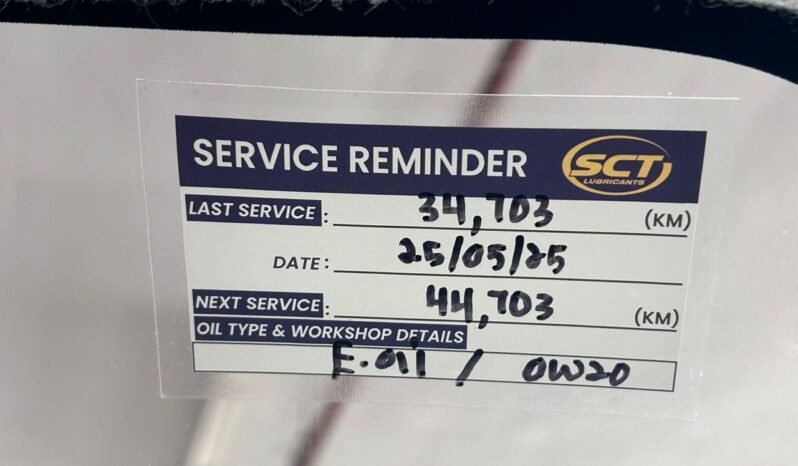 SERVICE REMINDER SCT LUBRICANTS
LAST SERVICE : 34,703 (KM)
DATE : 25/05/25
NEXT SERVICE : 44,703 (KM)
OIL TYPE & WORKSHOP DETAILS
E.oil / 0W20